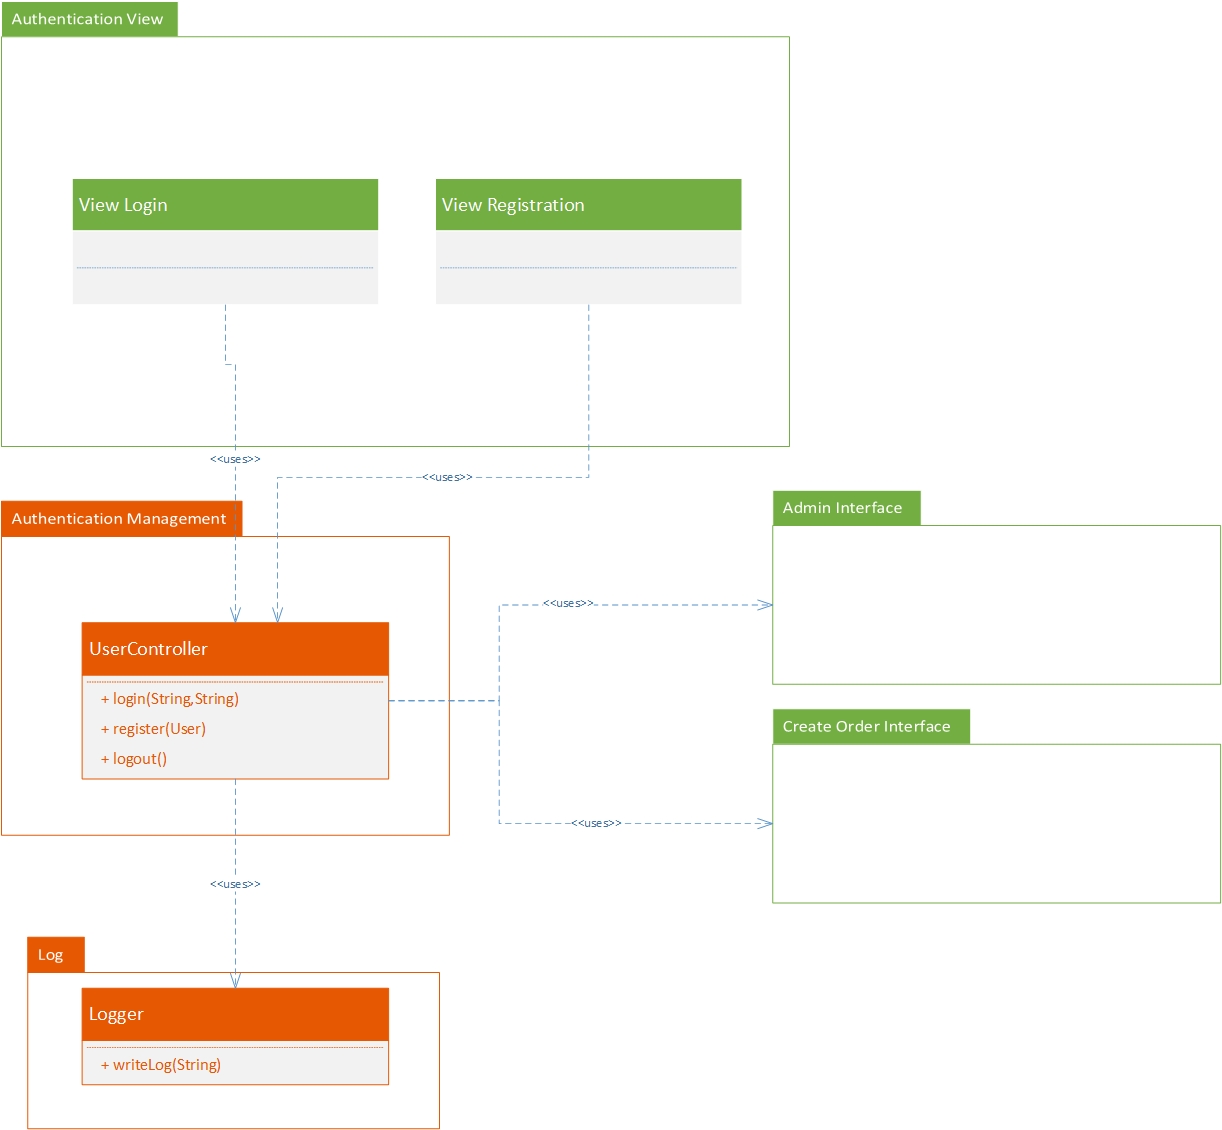 Authentication View
View Login
View Registration
<<uses>>
<<uses>>
Authentication Management
Admin Interface
<<uses>>
UserController
+ login(String,String)
+ register(User)
+ logout()
Create Order Interface
<<uses>>
<<uses>>
Log
Logger
+ writeLog(String)